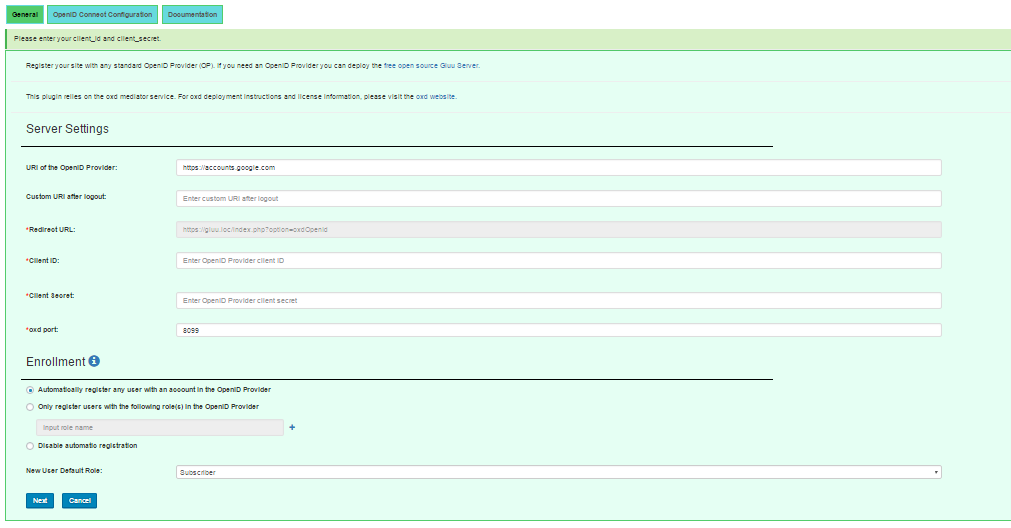 General OpenID Connect Configuration Documentation
Please enter your client_id and client_secret.
Register your site with any standard OpenID Provider (OP). If you need an OpenID Provider you can deploy the free open source Gluu Server.
This plugin relies on the oxd mediator service. For oxd deployment instructions and license information, please visit the oxd website.
Server Settings
URI of the OpenID Provider: https://accounts.google.com
Custom URI after logout: Enter custom URI after logout
*Redirect URL: https://gluu.loc/index.php?option=oxdOpenid
*Client ID: Enter OpenID Provider client ID
*Client Secret: Enter OpenID Provider client secret
*oxd port: 8099
Enrollment
Automatically register any user with an account in the OpenID Provider
Only register users with the following role(s) in the OpenID Provider
Input role name +
Disable automatic registration
New User Default Role: Subscriber
Next Cancel